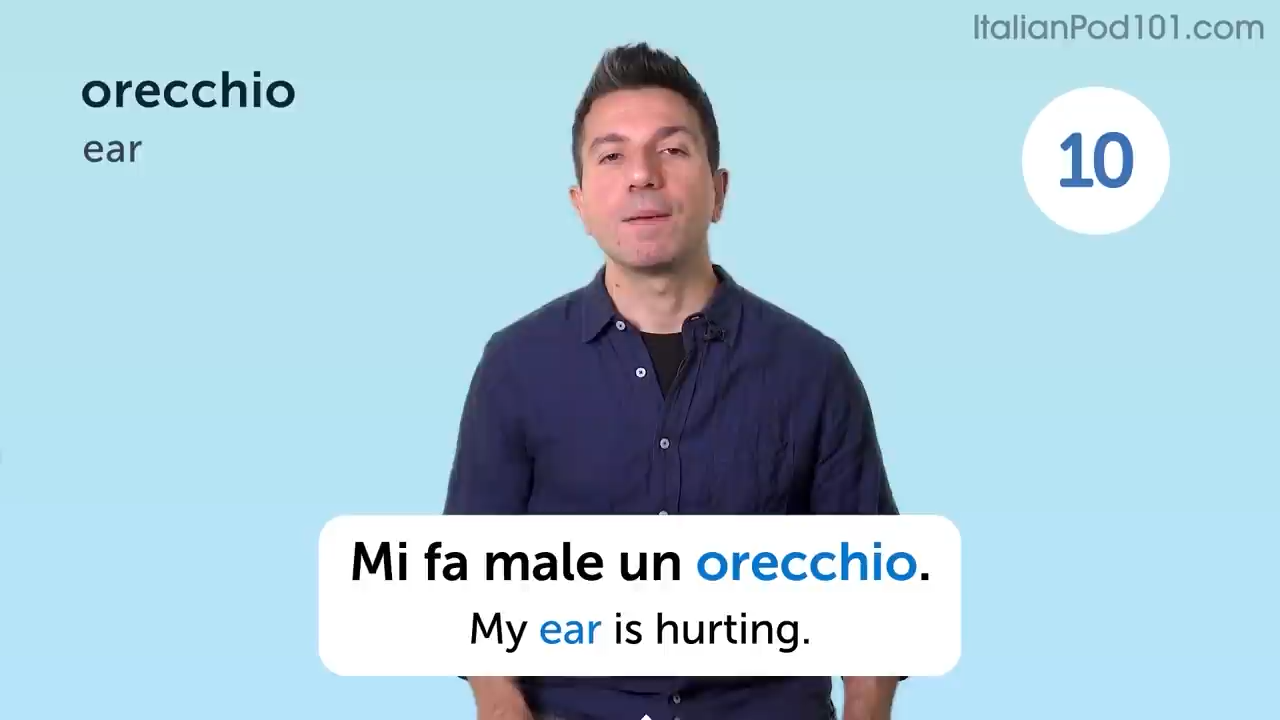 ItalianPod101.com
orecchio
ear
10
Mi fa male un orecchio.
My ear is hurting.